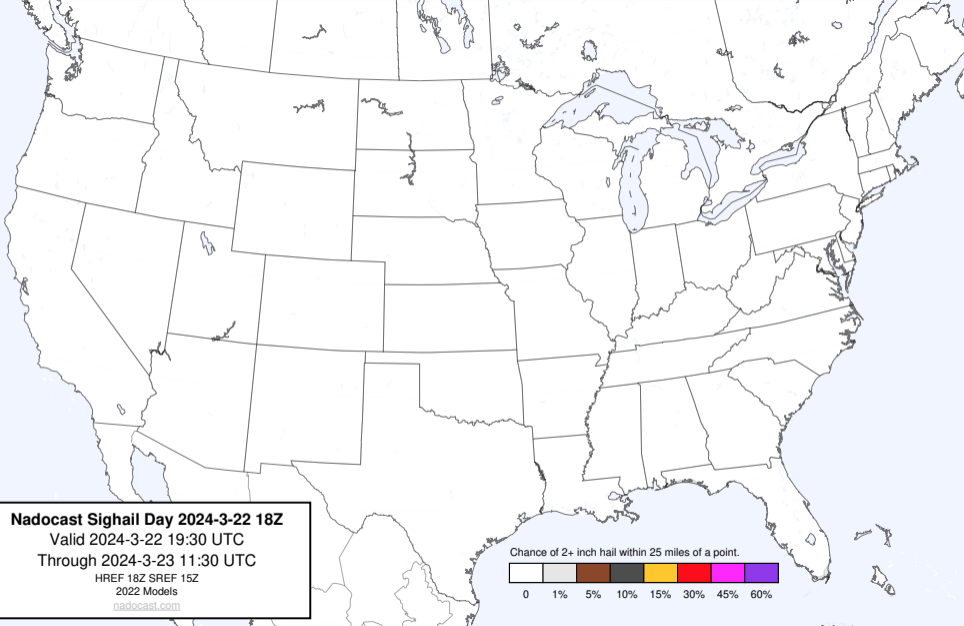 Nadocast Sighail Day 2024-3-22 18Z
Valid 2024-3-22 19:30 UTC
Through 2024-3-23 11:30 UTC
HREF 18Z SREF 15Z
2022 Models
nadocast.com
Chance of 2+ inch hail within 25 miles of a point.
0 1% 5% 10% 15% 30% 45% 60%